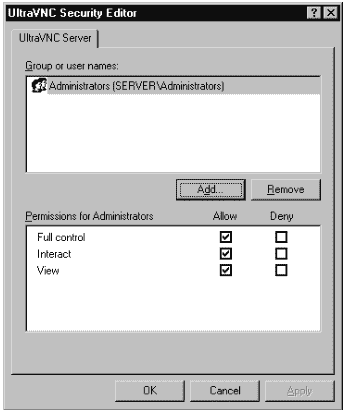 UltraVNC Security Editor
UltraVNC Server
Group or user names:
Administrators (SERVER\Administrators)
Add... Remove
Permissions for Administrators Allow Deny
Full control
Interact
View
OK Cancel Apply